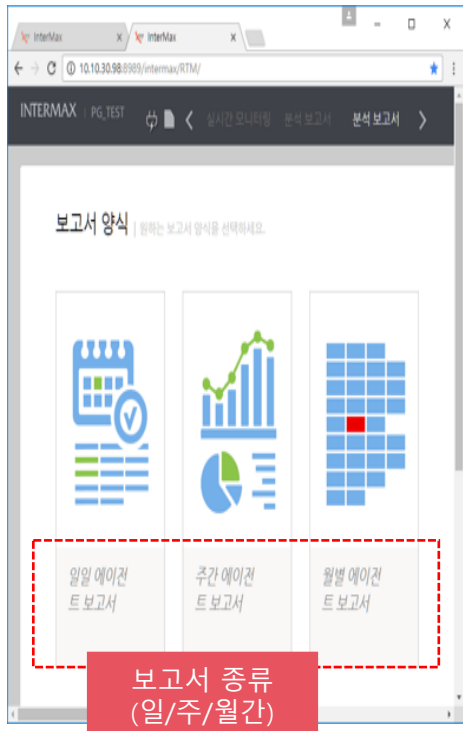 InterMax
InterMax
10.10.30.98:8989/intermax/RTM/
INTERMAX | PG_TEST 실시간 모니터링 분석 보고서 분석 보고서
보고서 양식 | 원하는 보고서 양식을 선택하세요.
일일 에이전
트 보고서
주간 에이전
트 보고서
월별 에이전
트 보고서
보고서 종류
(일/주/월간)